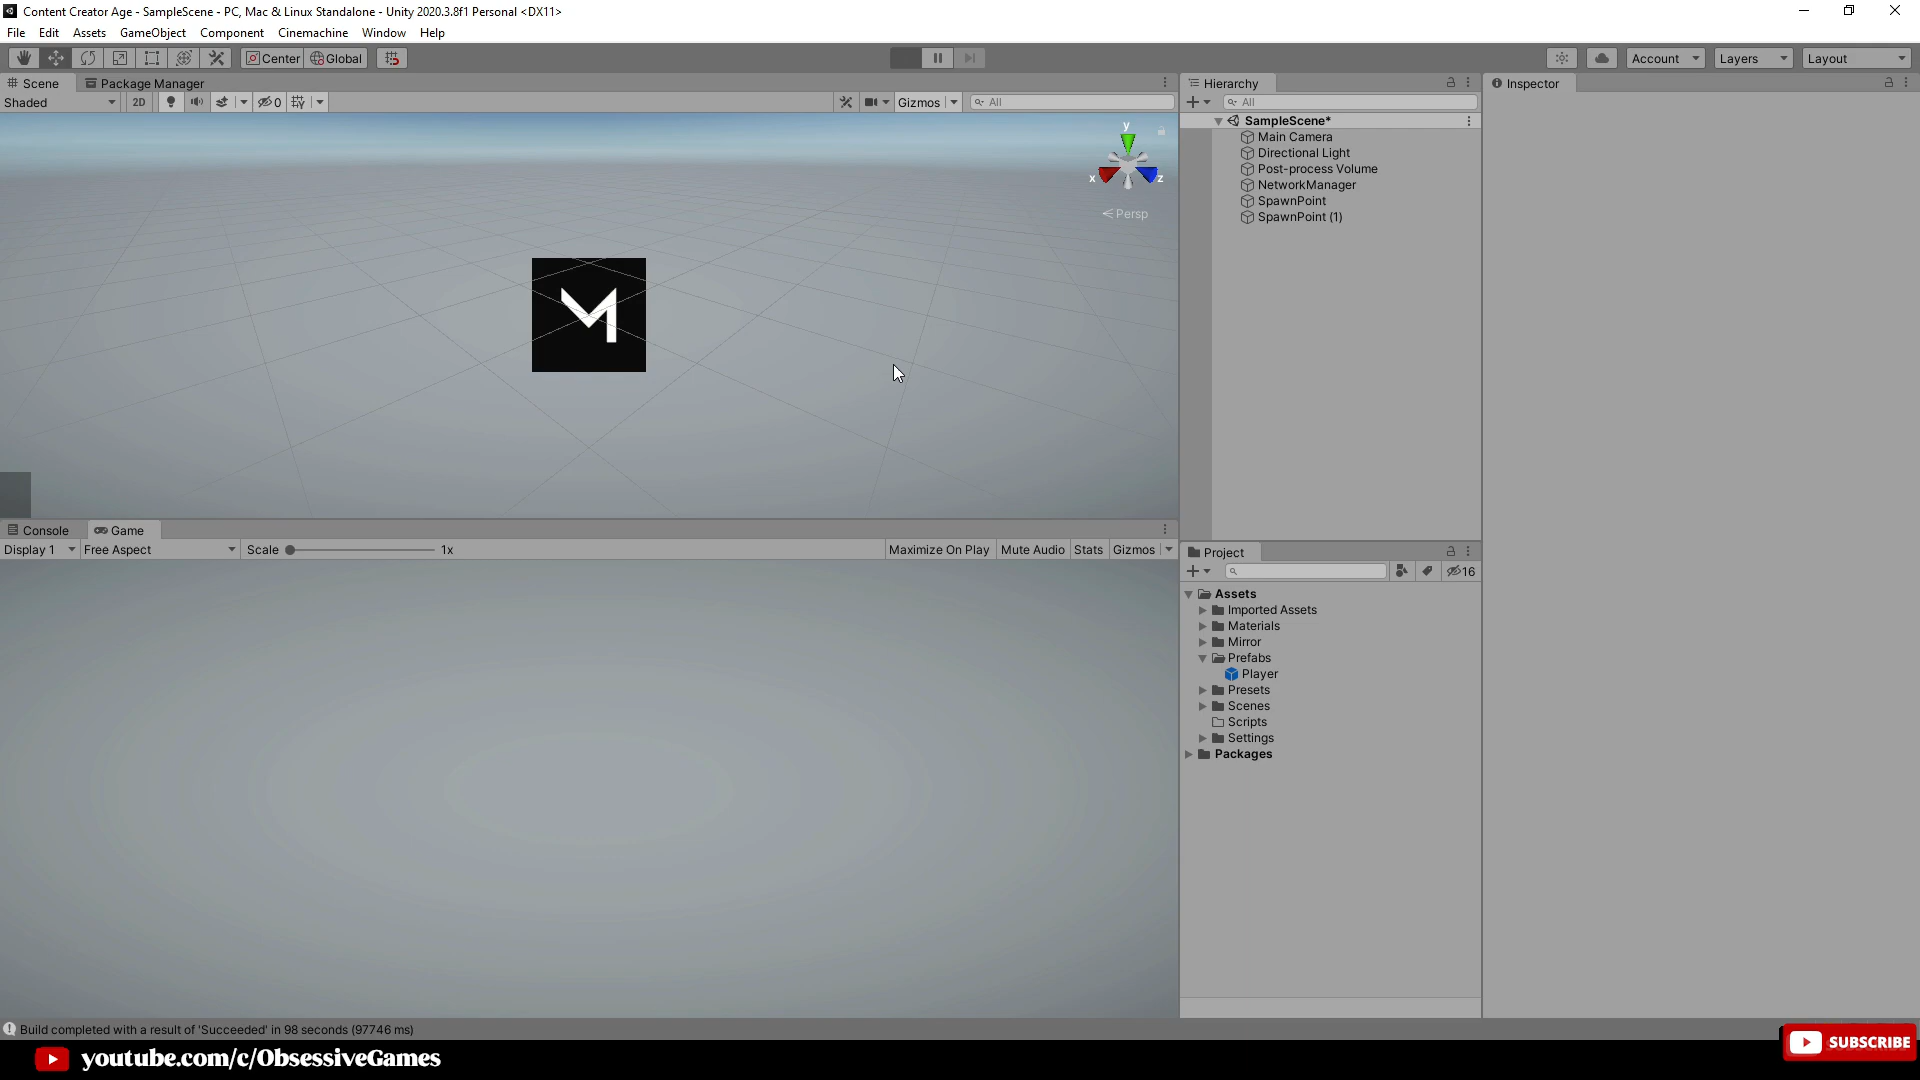 Content Creator Age - SampleScene - PC, Mac & Linux Standalone - Unity 2020.3.8f1 Personal <DX11>
File Edit Assets GameObject Component Cinemachine Window Help
Center Global Account Layers Layout
Scene Package Manager
Shaded 2D 0 Gizmos All
y
x z
Persp
Hierarchy
All
SampleScene*
Main Camera
Directional Light
Post-process Volume
NetworkManager
SpawnPoint
SpawnPoint (1)
Inspector
Console Game
Display 1 Free Aspect Scale 1x Maximize On Play Mute Audio Stats Gizmos
Project
16
Assets
Imported Assets
Materials
Mirror
Prefabs
Player
Presets
Scenes
Scripts
Settings
Packages
Build completed with a result of 'Succeeded' in 98 seconds (97746 ms)
youtube.com/c/ObsessiveGames
SUBSCRIBE